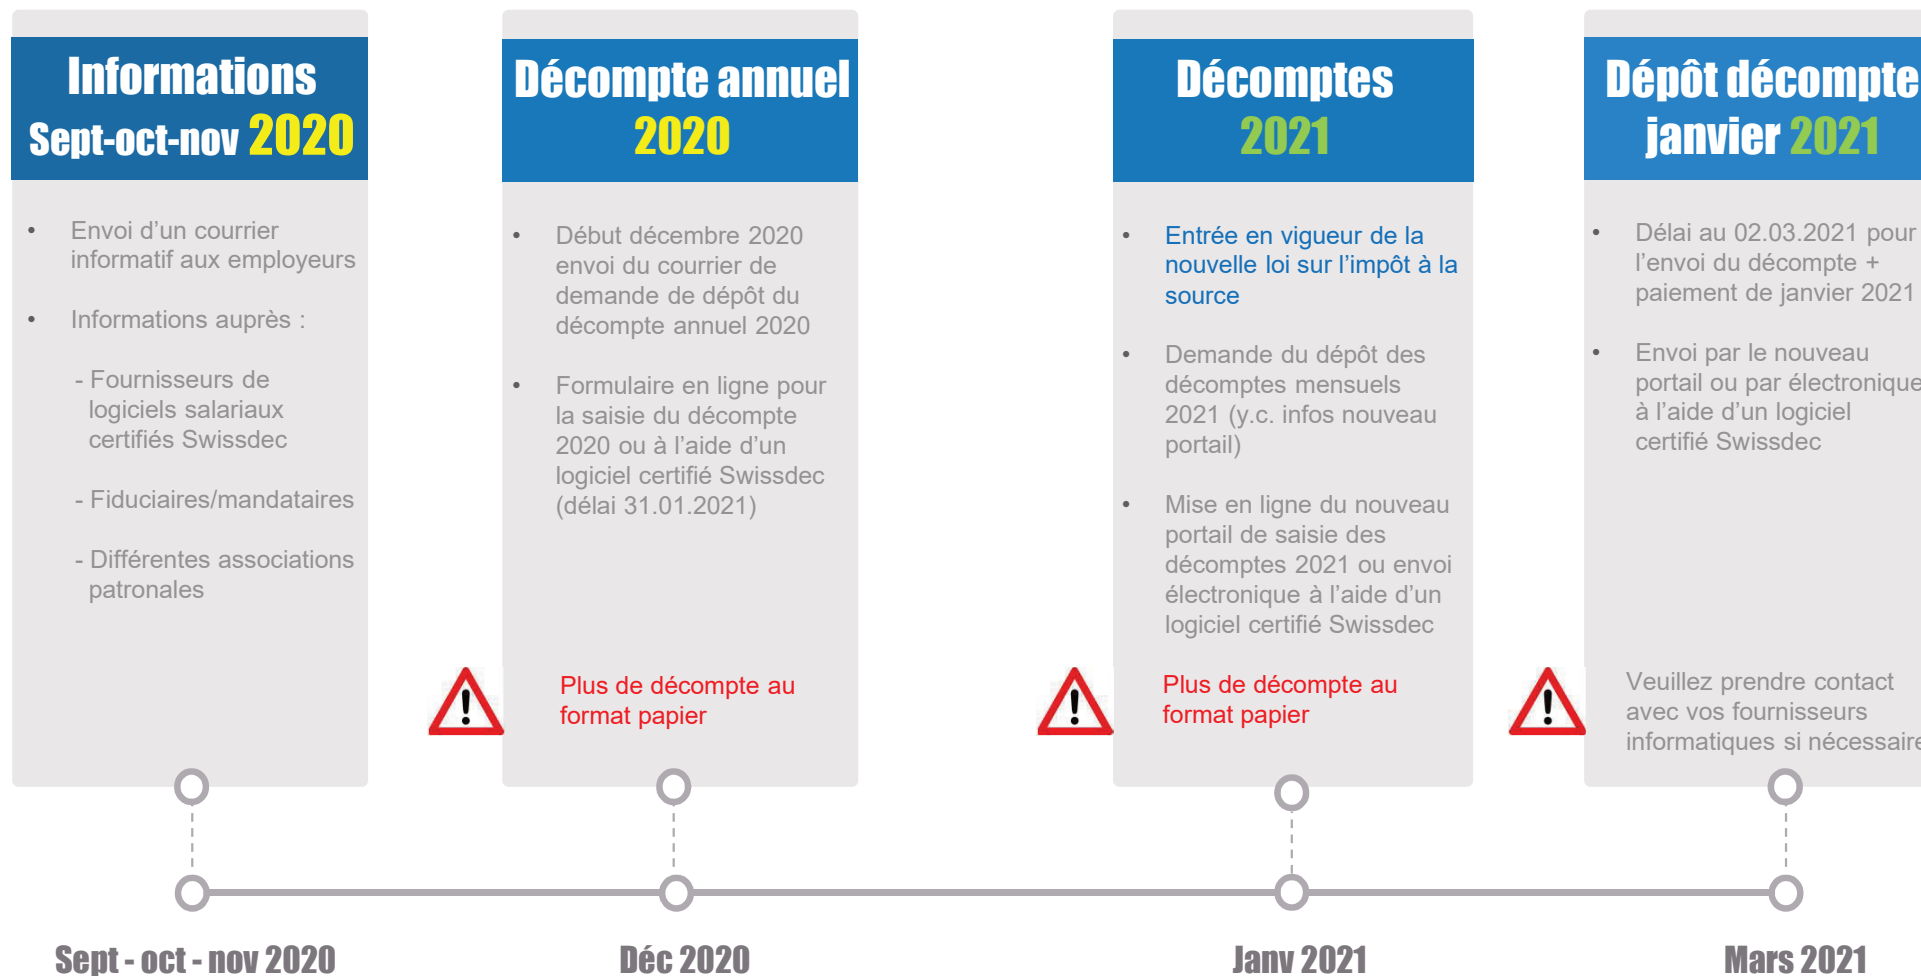 Informations
Sept-oct-nov 2020
• Envoi d’un courrier
informatif aux employeurs
• Informations auprès :
- Fournisseurs de
logiciels salariaux
certifiés Swissdec
- Fiduciaires/mandataires
- Différentes associations
patronales
Décompte annuel
2020
• Début décembre 2020
envoi du courrier de
demande de dépôt du
décompte annuel 2020
• Formulaire en ligne pour
la saisie du décompte
2020 ou à l’aide d’un
logiciel certifié Swissdec
(délai 31.01.2021)
Plus de décompte au
format papier
Décomptes
2021
• Entrée en vigueur de la
nouvelle loi sur l’impôt à la
source
• Demande du dépôt des
décomptes mensuels
2021 (y.c. infos nouveau
portail)
• Mise en ligne du nouveau
portail de saisie des
décomptes 2021 ou envoi
électronique à l’aide d’un
logiciel certifié Swissdec
Plus de décompte au
format papier
Dépôt décompte
janvier 2021
• Délai au 02.03.2021 pour
l’envoi du décompte +
paiement de janvier 2021
• Envoi par le nouveau
portail ou par électronique
à l’aide d’un logiciel
certifié Swissdec
Veuillez prendre contact
avec vos fournisseurs
informatiques si nécessaire
Sept - oct - nov 2020
Déc 2020
Janv 2021
Mars 2021